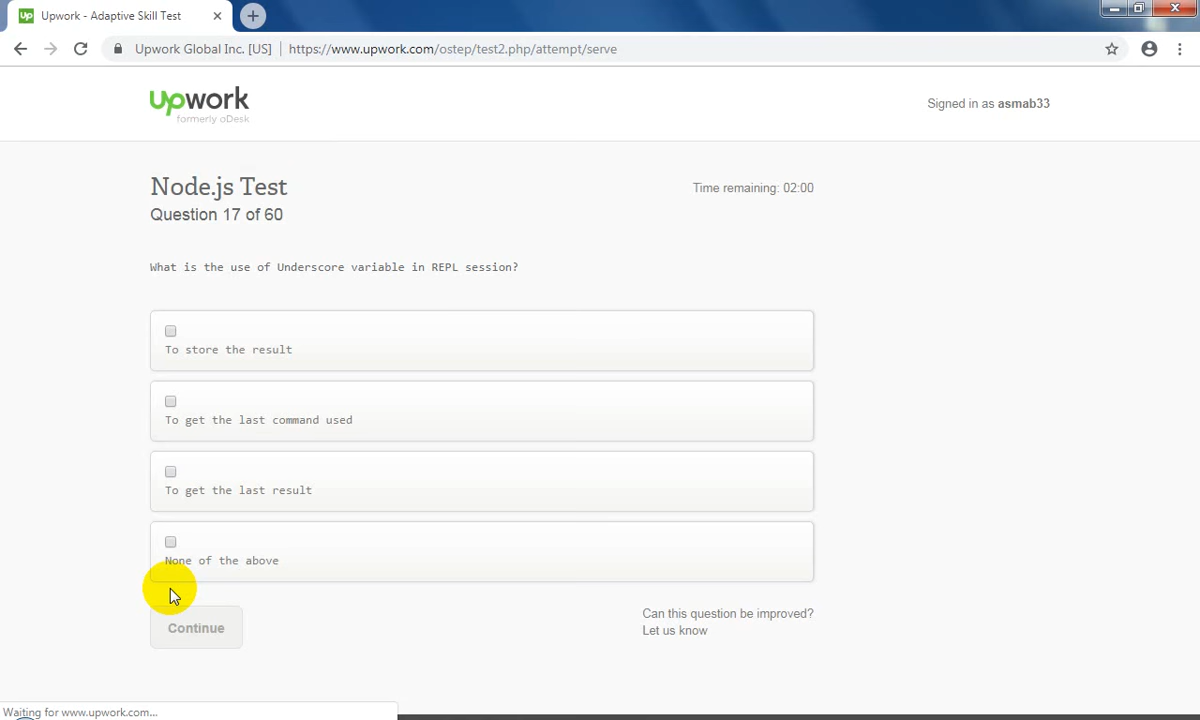 Upwork - Adaptive Skill Test
Upwork Global Inc. [US] https://www.upwork.com/ostep/test2.php/attempt/serve
upwork
formerly oDesk
Signed in as asmab33
Node.js Test
Time remaining: 02:00
Question 17 of 60
What is the use of Underscore variable in REPL session?
To store the result
To get the last command used
To get the last result
None of the above
Continue
Can this question be improved?
Let us know
Waiting for www.upwork.com...